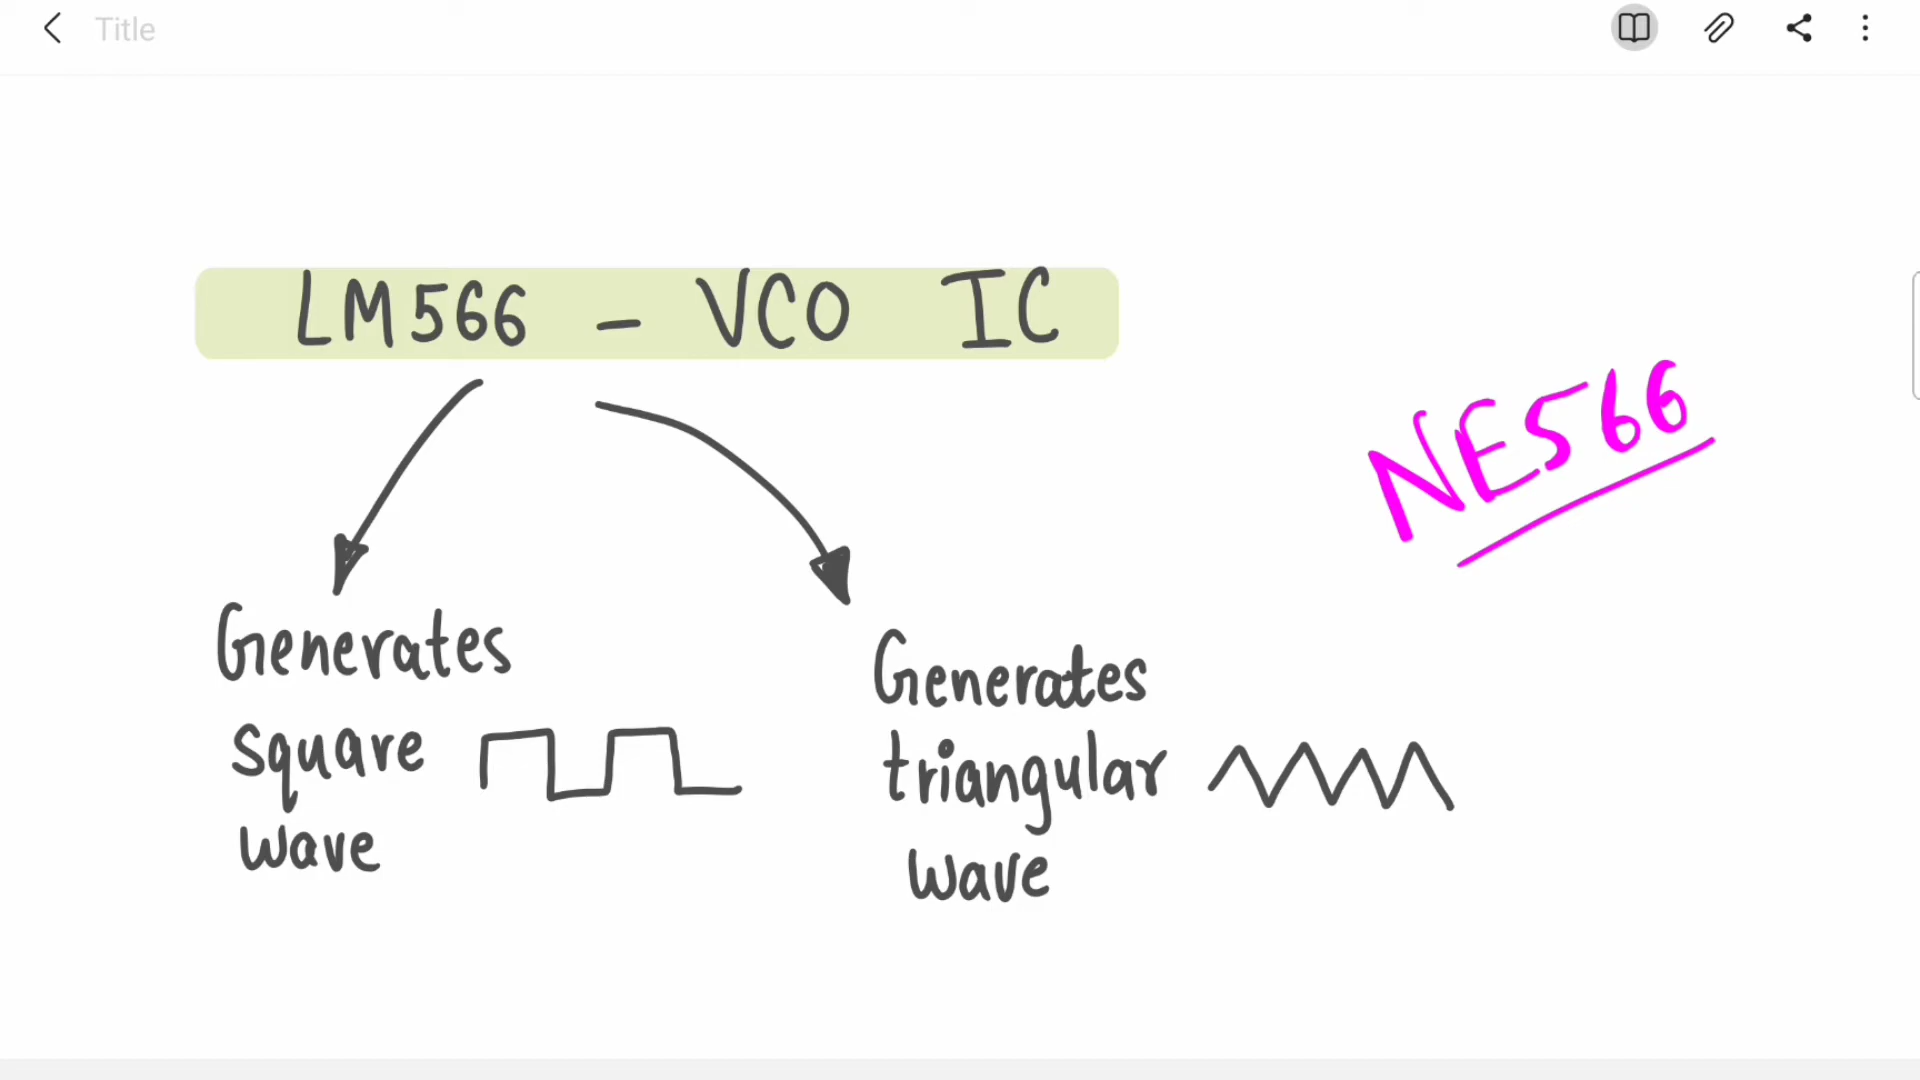 Title
LM566 - VCO IC
NE566
Generates
square
wave
Generates
triangular
wave